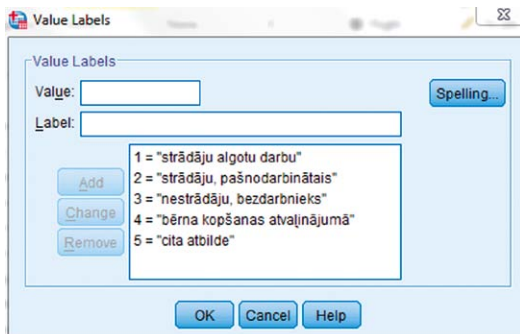 Value Labels
Value Labels
Value:
Spelling...
Label:
1 = "strādāju algotu darbu"
2 = "strādāju, pašnodarbinātais"
3 = "nestrādāju, bezdarbnieks"
4 = "bērna kopšanas atvaļinājumā"
5 = "cita atbilde"
Add
Change
Remove
OK Cancel Help